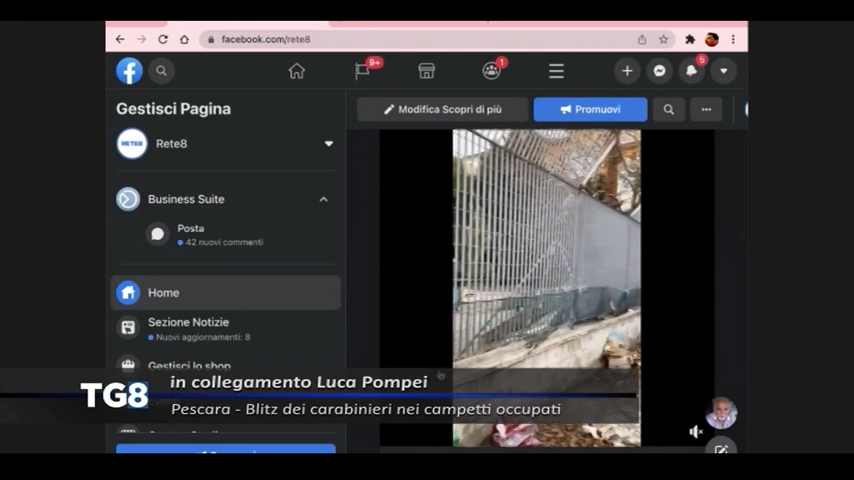 facebook.com/rete8
9+
1
5
Gestisci Pagina
Modifica Scopri di più
Promuovi
RETE8
Rete8
Business Suite
Posta
42 nuovi commenti
Home
Sezione Notizie
Nuovi aggiornamenti: 8
Gestisci lo shop
TG8
in collegamento Luca Pompei
Pescara - Blitz dei carabinieri nei campetti occupati